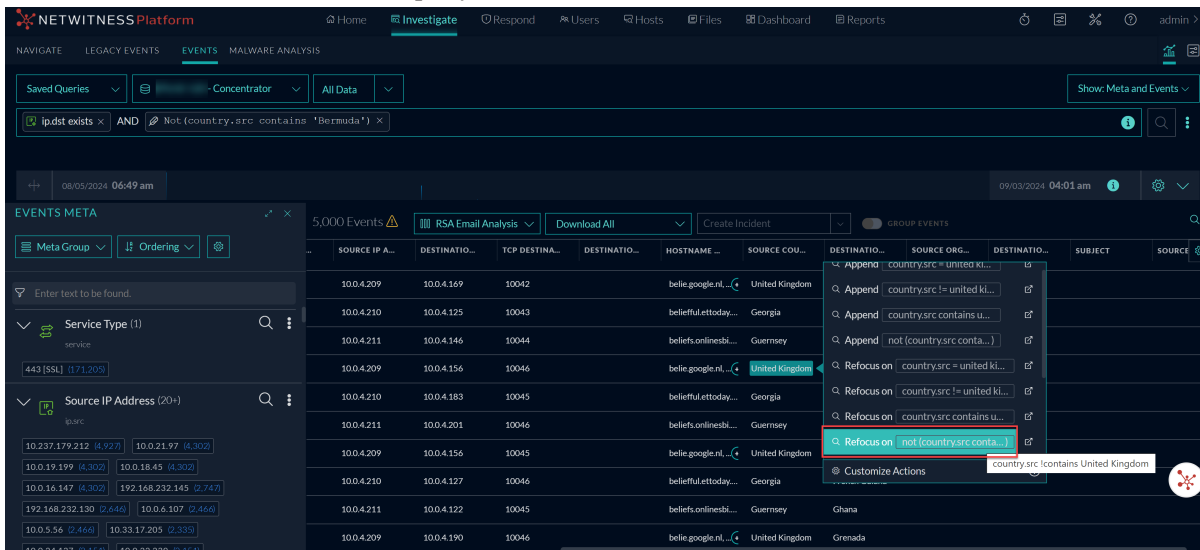 NETWITNESS Platform Home Investigate Respond Users Hosts Files Dashboard Reports admin >
NAVIGATE LEGACY EVENTS EVENTS MALWARE ANALYSIS
Saved Queries - Concentrator All Data Show: Meta and Events
ip.dst exists × AND Not(country.src contains 'Bermuda') ×
08/05/2024 06:49 am 09/03/2024 04:01 am
EVENTS META 5,000 Events RSA Email Analysis Download All Create Incident GROUP EVENTS
Meta Group Ordering
... SOURCE IP A... DESTINATIO... TCP DESTINA... DESTINATIO... HOSTNAME ... SOURCE COU... DESTINATIO... SOURCE ORG... DESTINATIO... SUBJECT SOURCE
Append country.src = united ki...
Enter text to be found.
10.0.4.209 10.0.4.169 10042 belie.google.nl, ... United Kingdom
Append country.src != united ki...
10.0.4.210 10.0.4.125 10043 beliefful.ettoday.... Georgia
Append country.src contains u...
Service Type (1)
service
10.0.4.211 10.0.4.146 10044 beliefs.onlinesbi.... Guernsey
Append not (country.src conta... )
443 [SSL] (171,205)
10.0.4.209 10.0.4.156 10046 belie.google.nl, ... United Kingdom
Refocus on country.src = united ki...
Source IP Address (20+)
ip.src
10.0.4.210 10.0.4.183 10045 beliefful.ettoday.... Georgia
Refocus on country.src != united ki...
10.0.4.211 10.0.4.201 10046 beliefs.onlinesbi.... Guernsey
Refocus on country.src contains u...
10.237.179.212 (4,927) 10.0.21.97 (4,302)
10.0.4.209 10.0.4.156 10045 belie.google.nl, ... United Kingdom
Refocus on not (country.src conta... )
country.src !contains United Kingdom
10.0.19.199 (4,302) 10.0.18.45 (4,302)
Customize Actions
10.0.16.147 (4,302) 192.168.232.145 (2,747)
10.0.4.210 10.0.4.127 10046 beliefful.ettoday.... Georgia
192.168.232.130 (2,646) 10.0.6.107 (2,466)
10.0.4.211 10.0.4.122 10045 beliefs.onlinesbi.... Guernsey Ghana
10.0.5.56 (2,466) 10.33.17.205 (2,335)
10.0.4.209 10.0.4.190 10046 belie.google.nl, ... United Kingdom Grenada